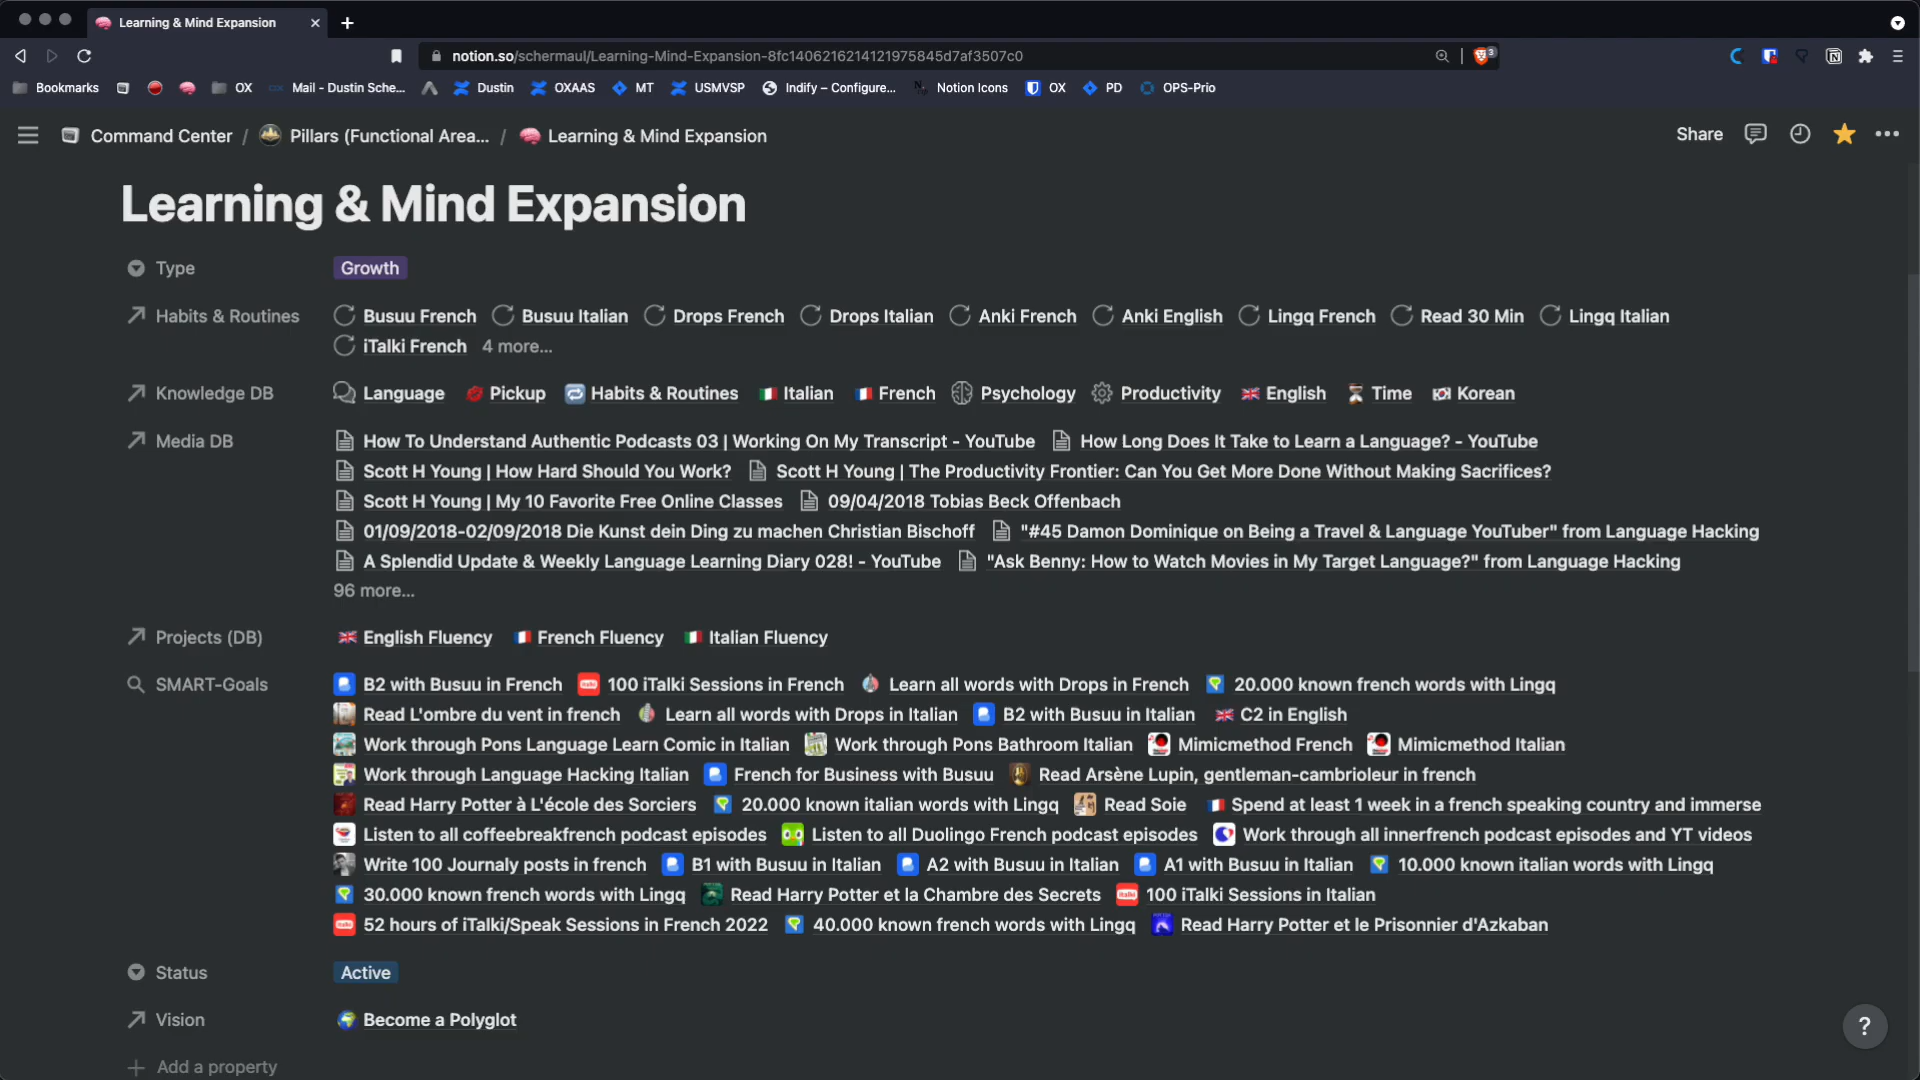 Learning & Mind Expansion
notion.so/schermaul/Learning-Mind-Expansion-8fc1406216214121975845d7af3507c0
3
Bookmarks OX Mail - Dustin Sche... Dustin OXAAS MT USMVSP Indify – Configure... Notion Icons OX PD OPS-Prio
Command Center / Pillars (Functional Area... / Learning & Mind Expansion Share
Learning & Mind Expansion
Type Growth
Habits & Routines Busuu French Busuu Italian Drops French Drops Italian Anki French Anki English Lingq French Read 30 Min Lingq Italian
iTalki French 4 more...
Knowledge DB Language Pickup Habits & Routines Italian French Psychology Productivity English Time Korean
Media DB How To Understand Authentic Podcasts 03 | Working On My Transcript - YouTube How Long Does It Take to Learn a Language? - YouTube
Scott H Young | How Hard Should You Work? Scott H Young | The Productivity Frontier: Can You Get More Done Without Making Sacrifices?
Scott H Young | My 10 Favorite Free Online Classes 09/04/2018 Tobias Beck Offenbach
01/09/2018-02/09/2018 Die Kunst dein Ding zu machen Christian Bischoff "#45 Damon Dominique on Being a Travel & Language YouTuber" from Language Hacking
A Splendid Update & Weekly Language Learning Diary 028! - YouTube "Ask Benny: How to Watch Movies in My Target Language?" from Language Hacking
96 more...
Projects (DB) English Fluency French Fluency Italian Fluency
SMART-Goals B2 with Busuu in French 100 iTalki Sessions in French Learn all words with Drops in French 20.000 known french words with Lingq
Read L'ombre du vent in french Learn all words with Drops in Italian B2 with Busuu in Italian C2 in English
Work through Pons Language Learn Comic in Italian Work through Pons Bathroom Italian Mimicmethod French Mimicmethod Italian
Work through Language Hacking Italian French for Business with Busuu Read Arsène Lupin, gentleman-cambrioleur in french
Read Harry Potter à L'école des Sorciers 20.000 known italian words with Lingq Read Soie Spend at least 1 week in a french speaking country and immerse
Listen to all coffeebreakfrench podcast episodes Listen to all Duolingo French podcast episodes Work through all innerfrench podcast episodes and YT videos
Write 100 Journaly posts in french B1 with Busuu in Italian A2 with Busuu in Italian A1 with Busuu in Italian 10.000 known italian words with Lingq
30.000 known french words with Lingq Read Harry Potter et la Chambre des Secrets 100 iTalki Sessions in Italian
52 hours of iTalki/Speak Sessions in French 2022 40.000 known french words with Lingq Read Harry Potter et le Prisonnier d'Azkaban
Status Active
Vision Become a Polyglot
Add a property
?